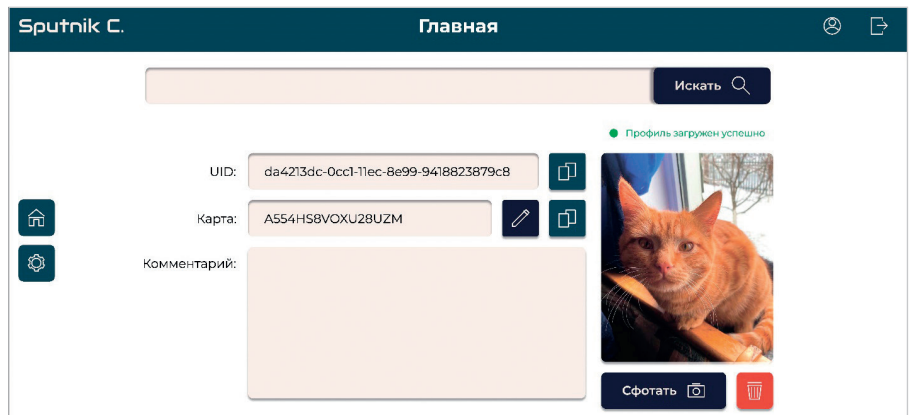 Sputnik C.
Главная
Искать
Профиль загружен успешно
UID: da4213dc-0cc1-11ec-8e99-9418823879c8
Карта: A554HS8VOXU28UZM
Комментарий:
Сфотать